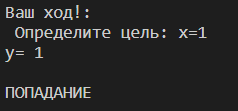 Ваш ход!:
Определите цель: x=1
y= 1
ПОПАДАНИЕ